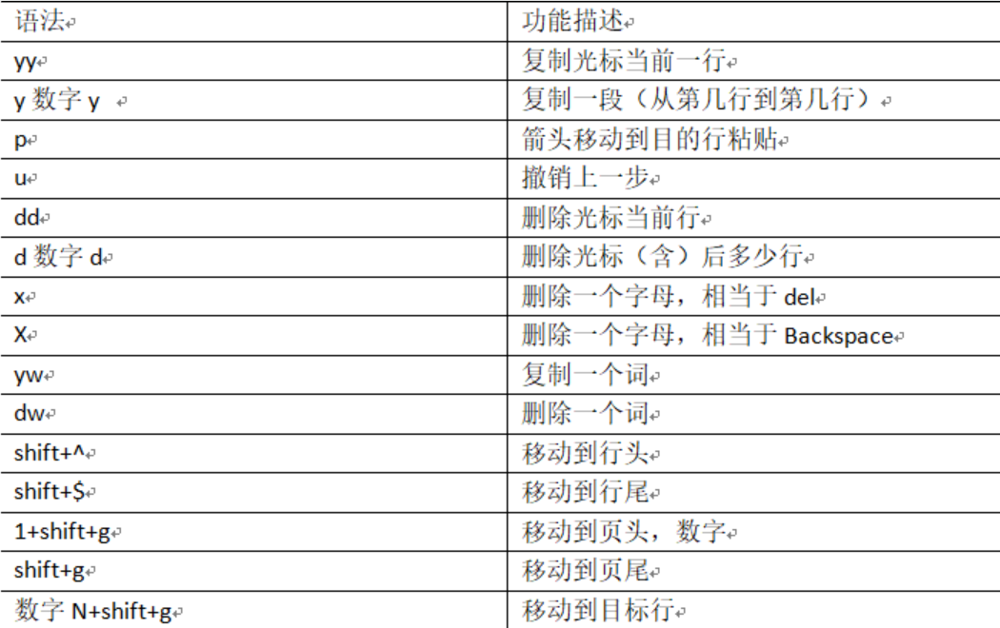 语法 功能描述
yy 复制光标当前一行
y 数字 y 复制一段（从第几行到第几行）
p 箭头移动到目的行粘贴
u 撤销上一步
dd 删除光标当前行
d 数字 d 删除光标（含）后多少行
x 删除一个字母，相当于 del
X 删除一个字母，相当于 Backspace
yw 复制一个词
dw 删除一个词
shift+^ 移动到行头
shift+$ 移动到行尾
1+shift+g 移动到页头，数字
shift+g 移动到页尾
数字 N+shift+g 移动到目标行